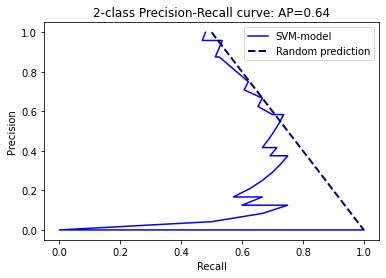 2-class Precision-Recall curve: AP=0.64
SVM-model
Random prediction
Precision
1.0
0.8
0.6
0.4
0.2
0.0
0.0 0.2 0.4 0.6 0.8 1.0
Recall